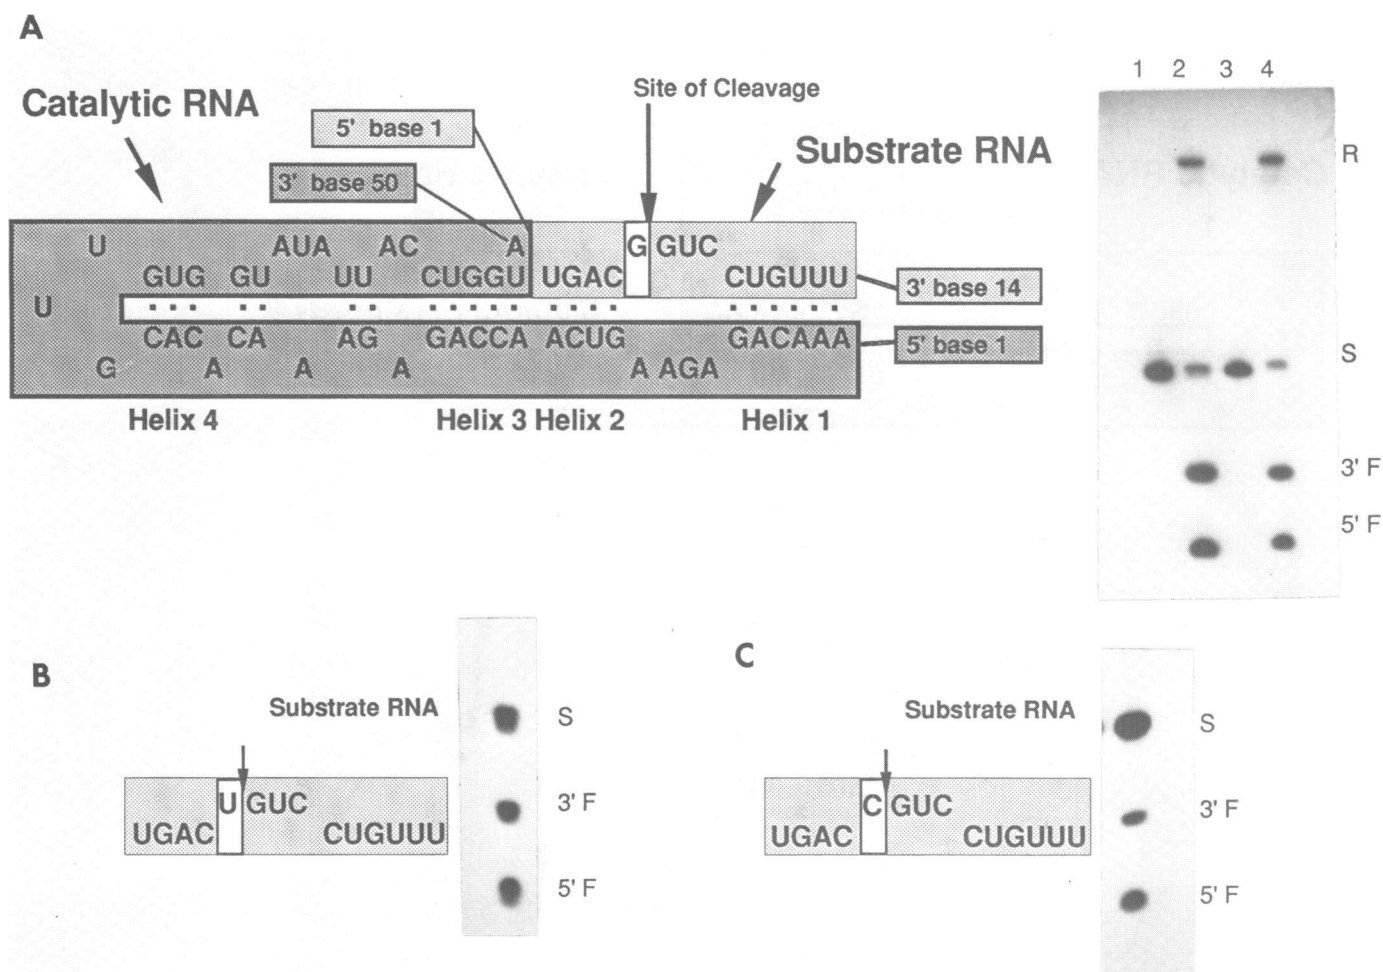 A
1 2 3 4
Site of Cleavage
Catalytic RNA
5' base 1
Substrate RNA
R
3' base 50
U AUA AC A G GUC
GUG GU UU CUGGU UGAC CUGUUU
3' base 14
U
CAC CA AG GACCA ACUG GACAAA
5' base 1
S
G A A A A AGA
Helix 4 Helix 3 Helix 2 Helix 1
3' F
5' F
B
Substrate RNA
S
U GUC
UGAC CUGUUU
3' F
5' F
C
Substrate RNA
S
C GUC
UGAC CUGUUU
3' F
5' F